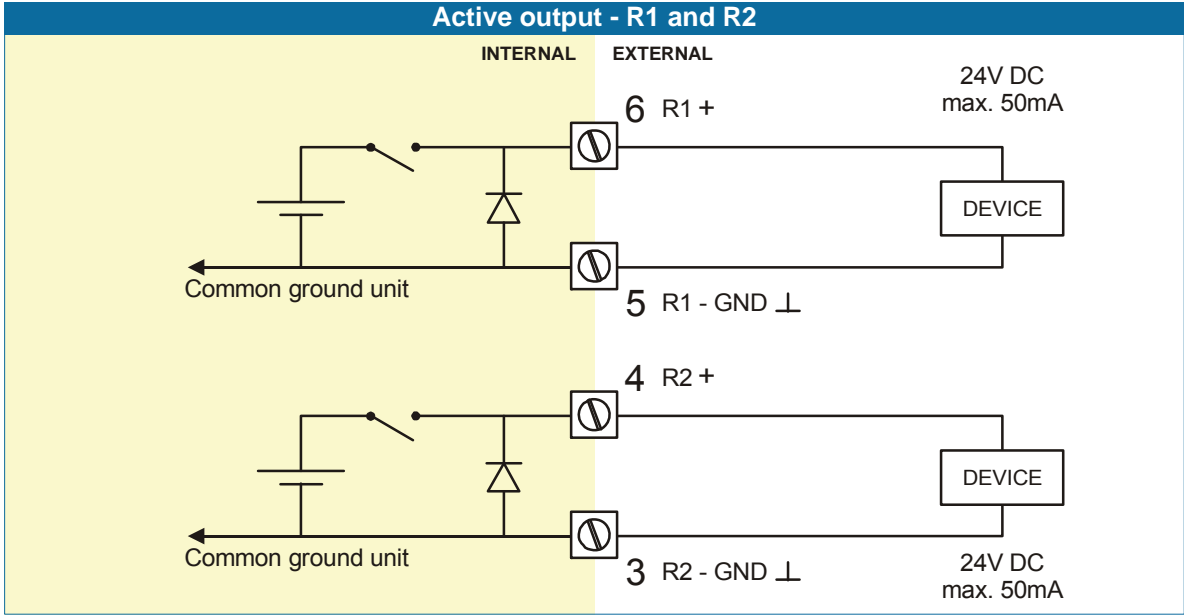 Active output - R1 and R2
INTERNAL EXTERNAL
24V DC
max. 50mA
6 R1 +
DEVICE
Common ground unit
5 R1 - GND ⊥
4 R2 +
DEVICE
Common ground unit
3 R2 - GND ⊥
24V DC
max. 50mA